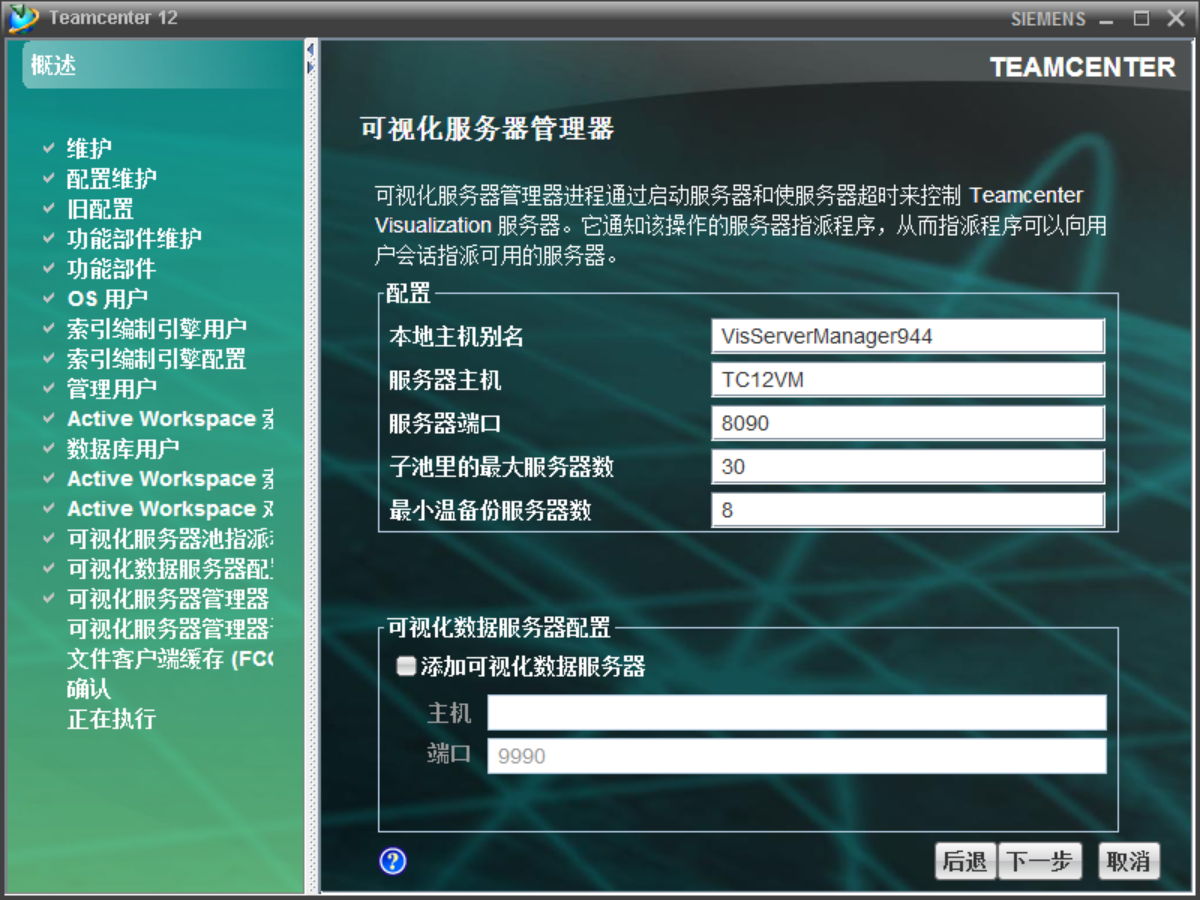 Teamcenter 12
SIEMENS
概述
TEAMCENTER
维护
配置维护
旧配置
功能部件维护
功能部件
OS 用户
索引编制引擎用户
索引编制引擎配置
管理用户
Active Workspace
数据库用户
Active Workspace
Active Workspace
可视化服务器池指派
可视化数据服务器配
可视化服务器管理器
可视化服务器管理器
文件客户端缓存 (FCC
确认
正在执行
可视化服务器管理器
可视化服务器管理器进程通过启动服务器和使服务器超时来控制 Teamcenter
Visualization 服务器。它通知该操作的服务器指派程序，从而指派程序可以向用
户会话指派可用的服务器。
配置
本地主机别名 VisServerManager944
服务器主机 TC12VM
服务器端口 8090
子池里的最大服务器数 30
最小温备份服务器数 8
可视化数据服务器配置
添加可视化数据服务器
主机
端口 9990
?
后退 下一步 取消